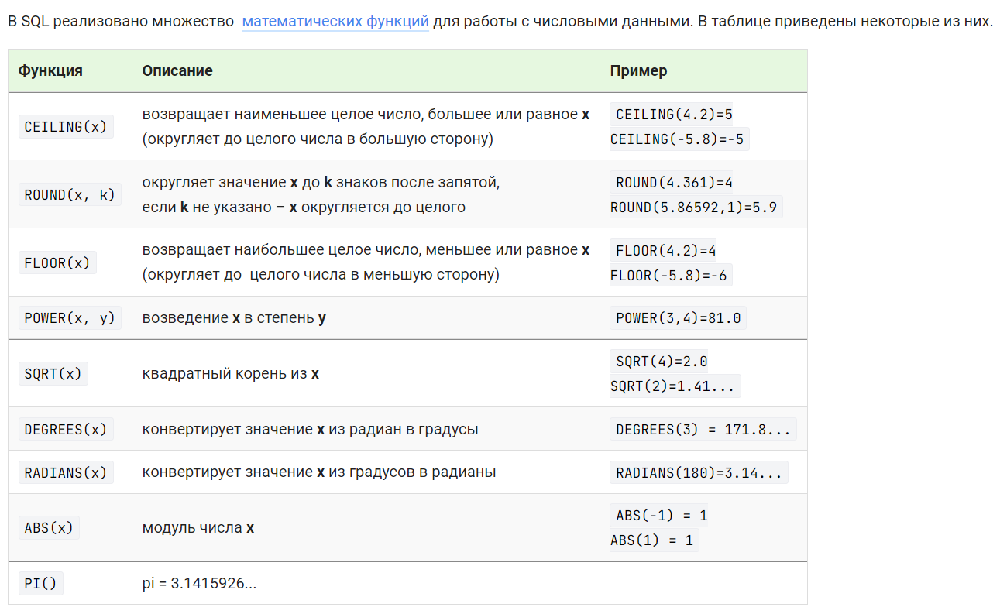 В SQL реализовано множество математических функций для работы с числовыми данными. В таблице приведены некоторые из них.
Функция Описание Пример
CEILING(x)
возвращает наименьшее целое число, большее или равное x
(округляет до целого числа в большую сторону)
CEILING(4.2)=5
CEILING(-5.8)=-5
ROUND(x, k)
округляет значение x до k знаков после запятой,
если k не указано – x округляется до целого
ROUND(4.361)=4
ROUND(5.86592,1)=5.9
FLOOR(x)
возвращает наибольшее целое число, меньшее или равное x
(округляет до целого числа в меньшую сторону)
FLOOR(4.2)=4
FLOOR(-5.8)=-6
POWER(x, y) возведение x в степень y POWER(3,4)=81.0
SQRT(x)
квадратный корень из x
SQRT(4)=2.0
SQRT(2)=1.41...
DEGREES(x) конвертирует значение x из радиан в градусы DEGREES(3) = 171.8...
RADIANS(x) конвертирует значение x из градусов в радианы RADIANS(180)=3.14...
ABS(x)
модуль числа x
ABS(-1) = 1
ABS(1) = 1
PI() pi = 3.1415926...